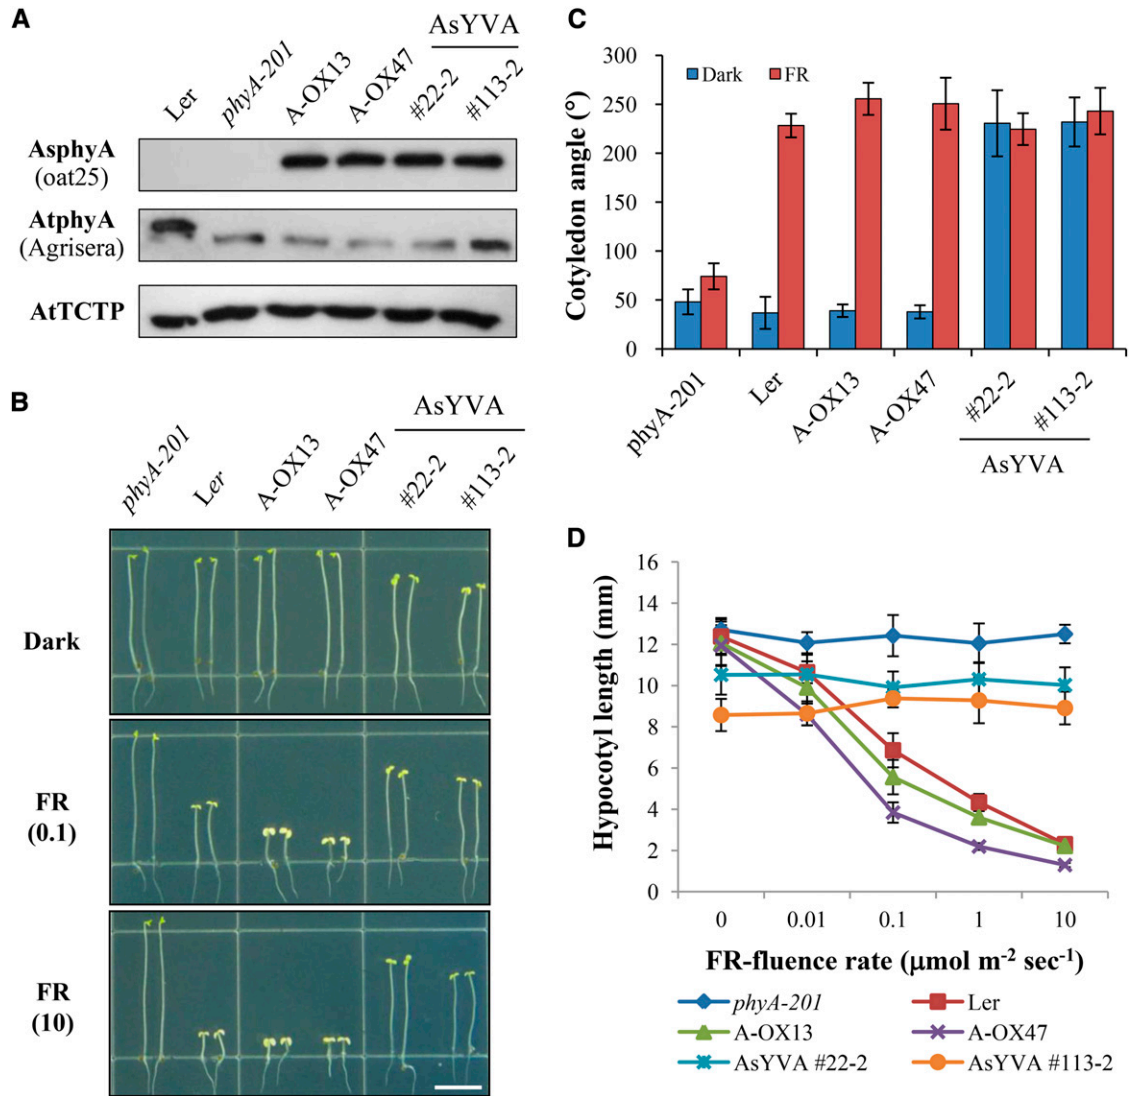 A
AsYVA
Ler
phyA-201
A-OX13
A-OX47
#22-2
#113-2
AsphyA
(oat25)
AtphyA
(Agrisera)
AtTCTP
B
AsYVA
phyA-201
Ler
A-OX13
A-OX47
#22-2
#113-2
Dark
FR
(0.1)
FR
(10)
C
300
250
200
150
100
50
0
Cotyledon angle (°)
Dark
FR
phyA-201
Ler
A-OX13
A-OX47
#22-2
#113-2
AsYVA
D
16
14
12
10
8
6
4
2
0
Hypocotyl length (mm)
0 0.01 0.1 1 10
FR-fluence rate (μmol m⁻² sec⁻¹)
phyA-201
Ler
A-OX13
A-OX47
AsYVA #22-2
AsYVA #113-2